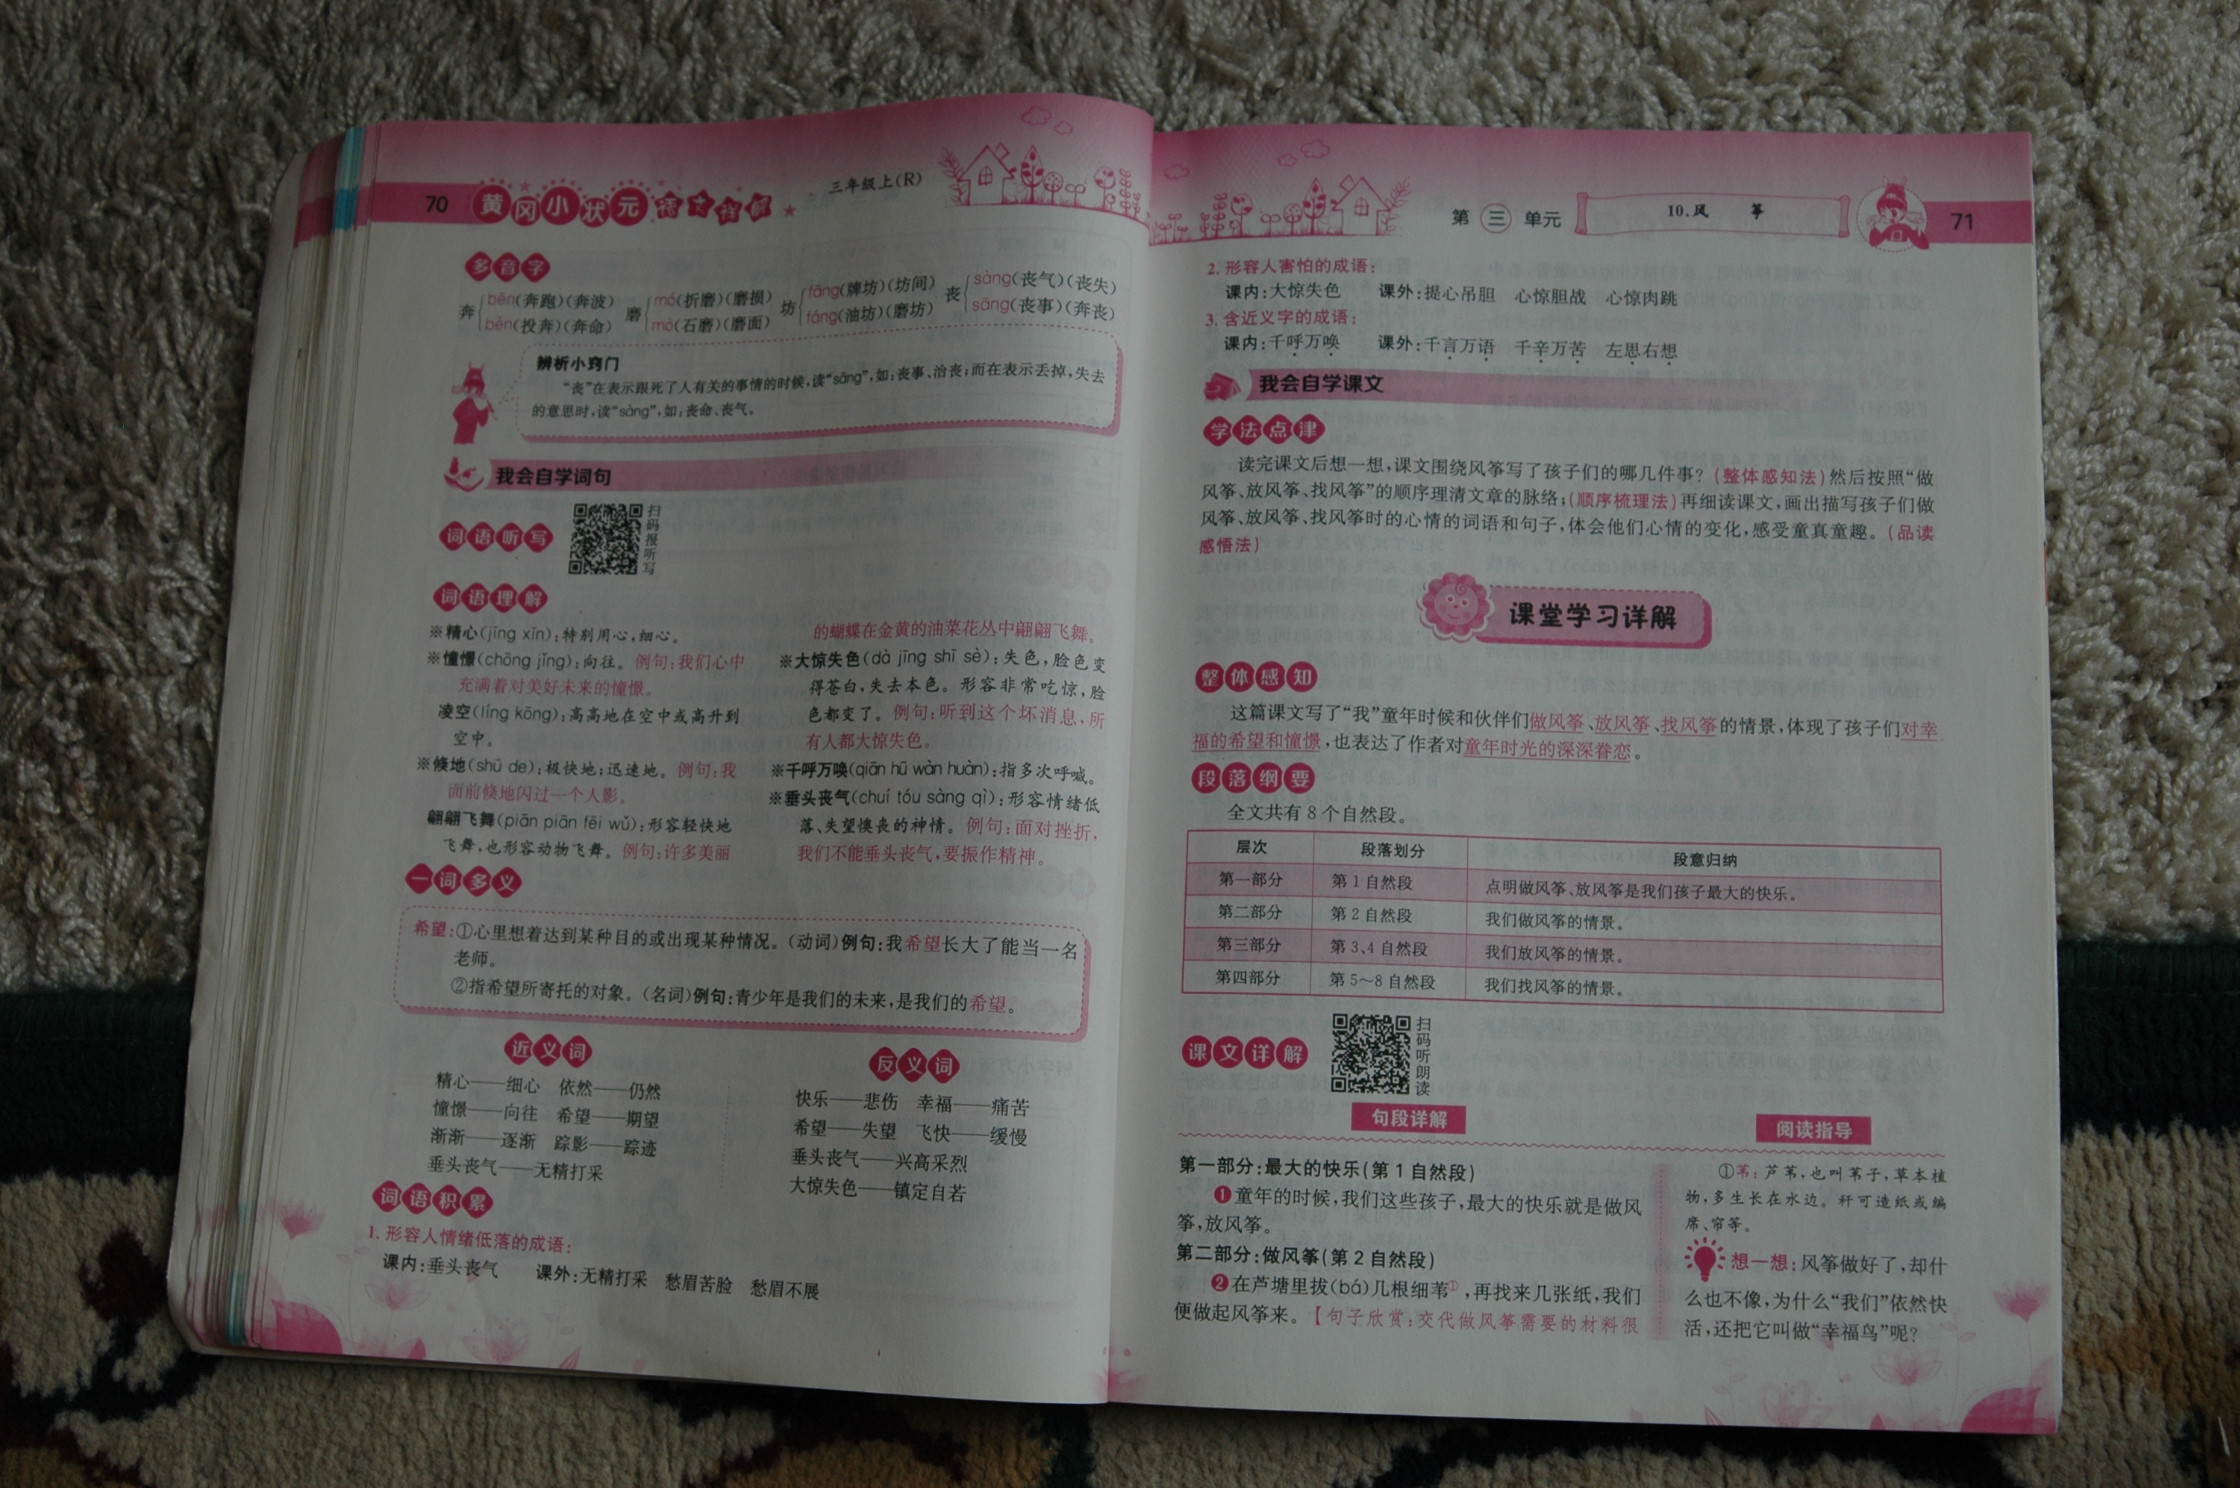 70 黄冈小状元 三年级上(R)
多音字
奔{bēn(奔跑)(奔波) 磨{mó(折磨)(磨损) 坊{fāng(牌坊)(坊间) 丧{sàng(丧气)(丧失)
bèn(投奔)(奔命) mò(石磨)(磨面) fáng(油坊)(磨坊) sāng(丧事)(奔丧)
辨析小窍门
“丧”在表示跟死了人有关的事情的时候,读“sāng”,如:丧事、治丧;而在表示丢掉,失去
的意思时,读“sàng”,如:丧命、丧气。
我会自学词句
词语听写
扫码报听写
词语理解
※精心(jīng xīn):特别用心,细心。
※憧憬(chōng jǐng):向往。例句:我们心中
充满着对美好未来的憧憬。
凌空(líng kōng):高高地在空中或高升到
空中。
※倏地(shū de):极快地;迅速地。例句:我
面前倏地闪过一个人影。
翩翩飞舞(piān piān fēi wǔ):形容轻快地
飞舞,也形容动物飞舞。例句:许多美丽
的蝴蝶在金黄的油菜花丛中翩翩飞舞。
※大惊失色(dà jīng shī sè):失色,脸色变
得苍白,失去本色。形容非常吃惊,脸
色都变了。例句:听到这个坏消息,所
有人都大惊失色。
※千呼万唤(qiān hū wàn huàn):指多次呼喊。
※垂头丧气(chuí tóu sàng qì):形容情绪低
落、失望懊丧的神情。例句:面对挫折,
我们不能垂头丧气,要振作精神。
一词多义
希望:①心里想着达到某种目的或出现某种情况。(动词)例句:我希望长大了能当一名
老师。
②指希望所寄托的对象。(名词)例句:青少年是我们的未来,是我们的希望。
近义词
精心——细心 依然——仍然
憧憬——向往 希望——期望
渐渐——逐渐 踪影——踪迹
垂头丧气——无精打采
反义词
快乐——悲伤 幸福——痛苦
希望——失望 飞快——缓慢
垂头丧气——兴高采烈
大惊失色——镇定自若
词语积累
1.形容人情绪低落的成语:
课内:垂头丧气 课外:无精打采 愁眉苦脸 愁眉不展
第三单元 10.风 筝 71
2.形容人害怕的成语:
课内:大惊失色 课外:提心吊胆 心惊胆战 心惊肉跳
3.含近义字的成语:
课内:千呼万唤 课外:千言万语 千辛万苦 左思右想
我会自学课文
学法点津
读完课文后想一想,课文围绕风筝写了孩子们的哪几件事?(整体感知法)然后按照“做
风筝、放风筝、找风筝”的顺序理清文章的脉络;(顺序梳理法)再细读课文,画出描写孩子们做
风筝、放风筝、找风筝时的心情的词语和句子,体会他们心情的变化,感受童真童趣。(品读
感悟法)
课堂学习详解
整体感知
这篇课文写了“我”童年时候和伙伴们做风筝、放风筝、找风筝的情景,体现了孩子们对幸
福的希望和憧憬,也表达了作者对童年时光的深深眷恋。
段落纲要
全文共有8个自然段。
层次 段落划分 段意归纳
第一部分 第1自然段 点明做风筝、放风筝是我们孩子最大的快乐。
第二部分 第2自然段 我们做风筝的情景。
第三部分 第3、4自然段 我们放风筝的情景。
第四部分 第5～8自然段 我们找风筝的情景。
课文详解
扫码听朗读
句段详解
阅读指导
第一部分:最大的快乐(第1自然段)
❶童年的时候,我们这些孩子,最大的快乐就是做风
筝,放风筝。
第二部分:做风筝(第2自然段)
❷在芦塘里拔(bá)几根细苇①,再找来几张纸,我们
便做起风筝来。【句子欣赏:交代做风筝需要的材料很
①苇:芦苇,也叫苇子,草本植
物,多生长在水边。秆可造纸或编
席、帘等。
想一想:风筝做好了,却什
么也不像,为什么“我们”依然快
活,还把它叫做“幸福鸟”呢?